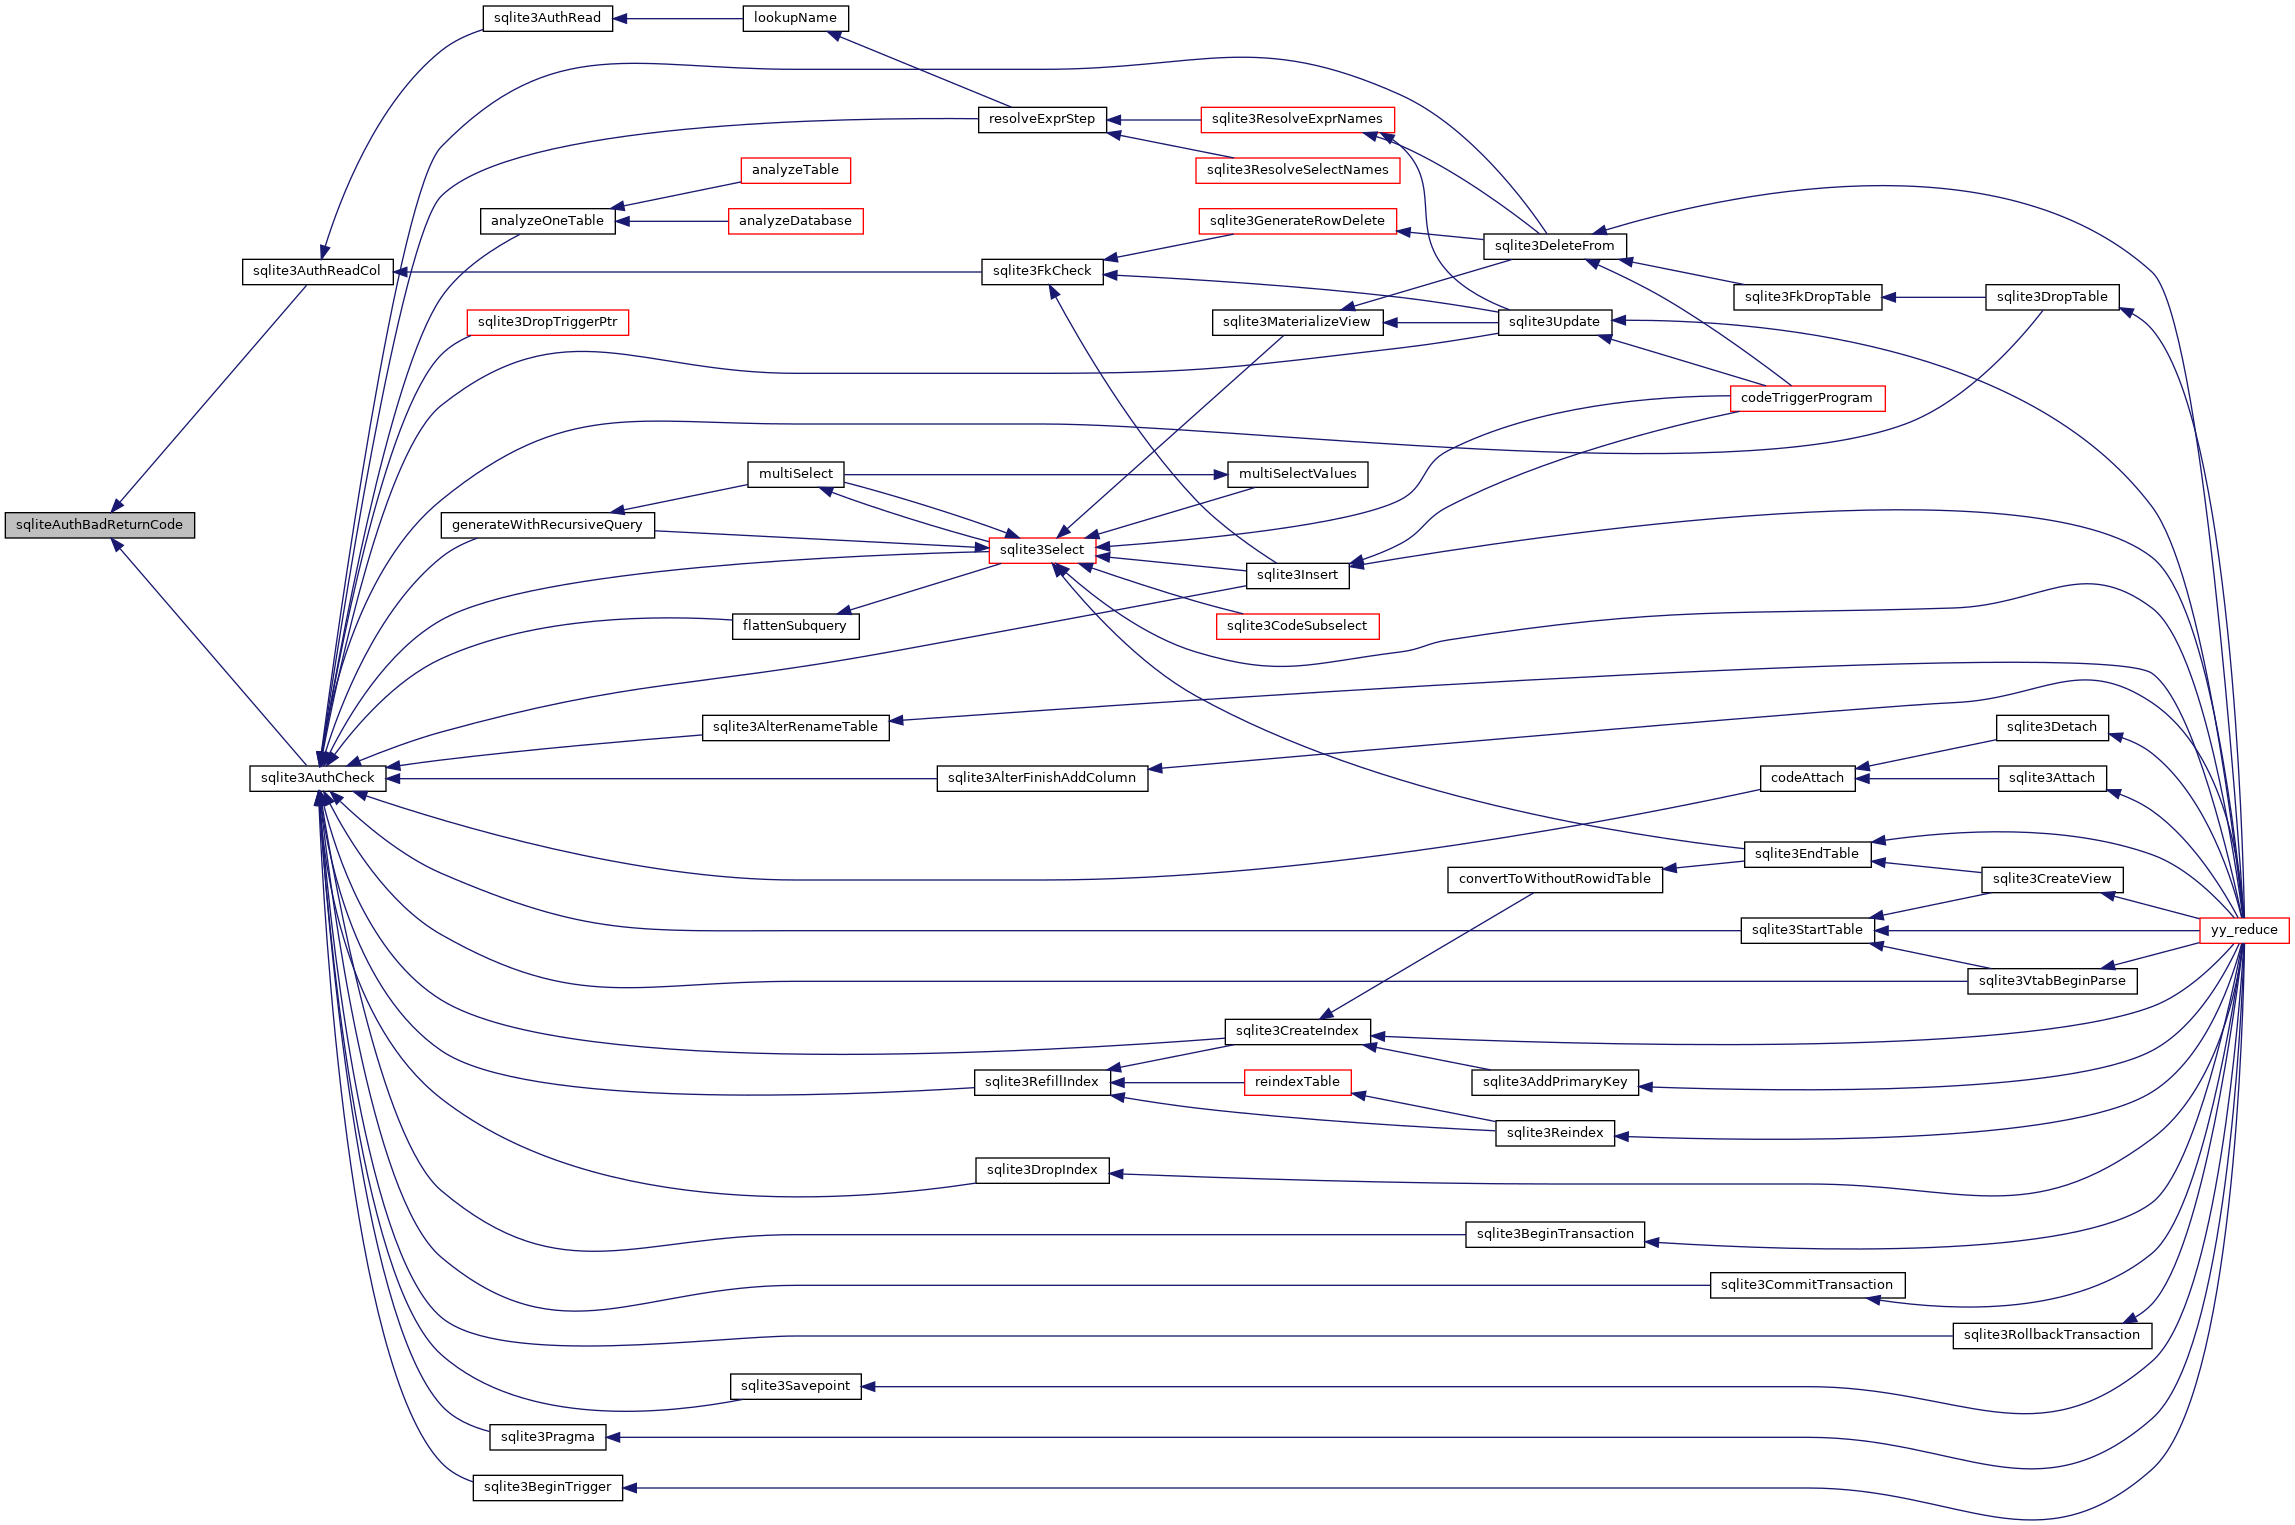 sqlite3AuthRead
lookupName
resolveExprStep
sqlite3ResolveExprNames
analyzeTable
sqlite3ResolveSelectNames
analyzeOneTable
analyzeDatabase
sqlite3GenerateRowDelete
sqlite3DeleteFrom
sqlite3AuthReadCol
sqlite3FkCheck
sqlite3FkDropTable
sqlite3DropTable
sqlite3DropTriggerPtr
sqlite3MaterializeView
sqlite3Update
codeTriggerProgram
multiSelect
multiSelectValues
sqliteAuthBadReturnCode
generateWithRecursiveQuery
sqlite3Select
sqlite3Insert
flattenSubquery
sqlite3CodeSubselect
sqlite3AlterRenameTable
sqlite3Detach
sqlite3AuthCheck
sqlite3AlterFinishAddColumn
codeAttach
sqlite3Attach
sqlite3EndTable
convertToWithoutRowidTable
sqlite3CreateView
sqlite3StartTable
yy_reduce
sqlite3VtabBeginParse
sqlite3CreateIndex
sqlite3RefillIndex
reindexTable
sqlite3AddPrimaryKey
sqlite3Reindex
sqlite3DropIndex
sqlite3BeginTransaction
sqlite3CommitTransaction
sqlite3RollbackTransaction
sqlite3Savepoint
sqlite3Pragma
sqlite3BeginTrigger